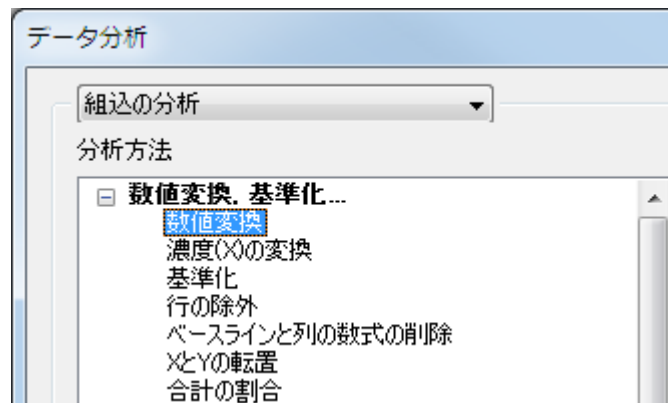 データ分析
組込の分析
分析方法
数値変換, 基準化...
数値変換
濃度(X)の変換
基準化
行の除外
ベースラインと列の数式の削除
XとYの転置
合計の割合